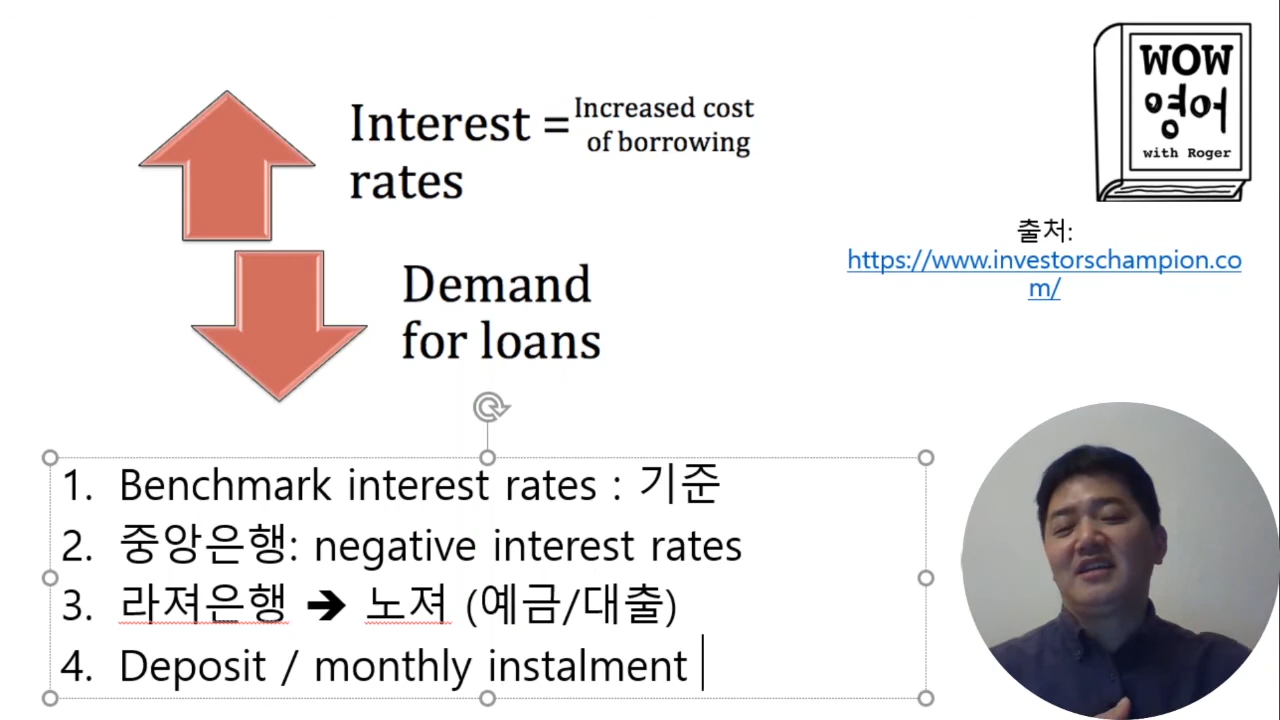 Interest =
Increased cost
of borrowing
rates
Demand
for loans
WOW
영어
with Roger
출처:
https://www.investorschampion.co
m/
1. Benchmark interest rates : 기준
2. 중앙은행: negative interest rates
3. 라져은행 🡺 노져 (예금/대출)
4. Deposit / monthly instalment